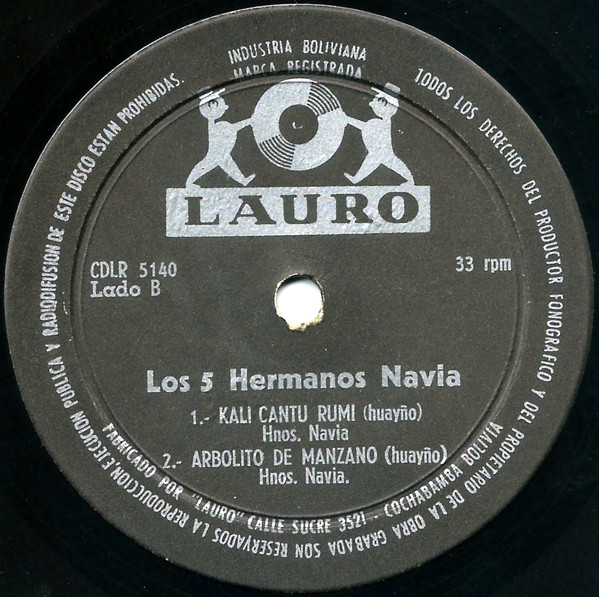 INDUSTRIA BOLIVIANA
MARCA REGISTRADA
TODOS LOS DERECHOS DEL PRODUCTOR FONOGRAFICO Y DEL PROPIETARIO DE LA OBRA GRABADA SON RESERVADOS LA REPRODUCCION, EJECUCION PUBLICA Y RADIODIFUSION DE ESTE DISCO ESTAN PROHIBIDAS.
LAURO
CDLR 5140
Lado B
33 rpm
Los 5 Hermanos Navia
1.- KALI CANTU RUMI (huayño)
Hnos. Navia
2.- ARBOLITO DE MANZANO (huayño)
Hnos. Navia.
FABRICADO POR "LAURO" CALLE SUCRE 3521 - COCHABAMBA BOLIVIA